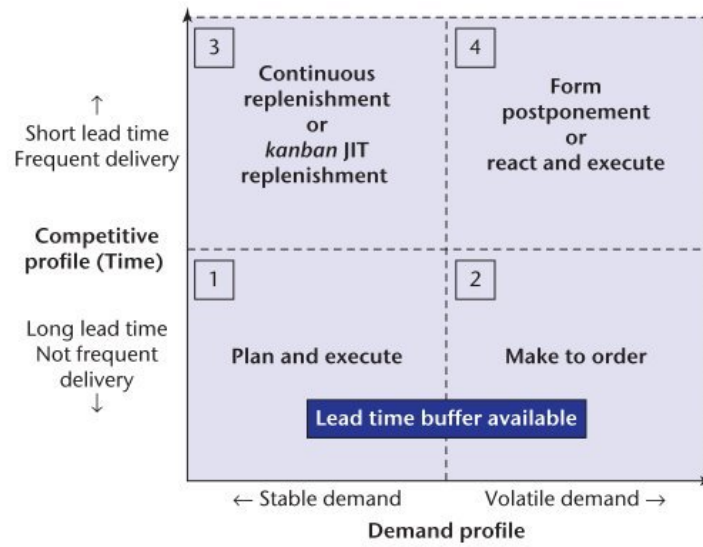 3
Continuous
replenishment
or
kanban JIT
replenishment
4
Form
postponement
or
react and execute
↑
Short lead time
Frequent delivery
Competitive
profile (Time)
Long lead time
Not frequent
delivery
↓
1
Plan and execute
2
Make to order
Lead time buffer available
← Stable demand
Volatile demand →
Demand profile